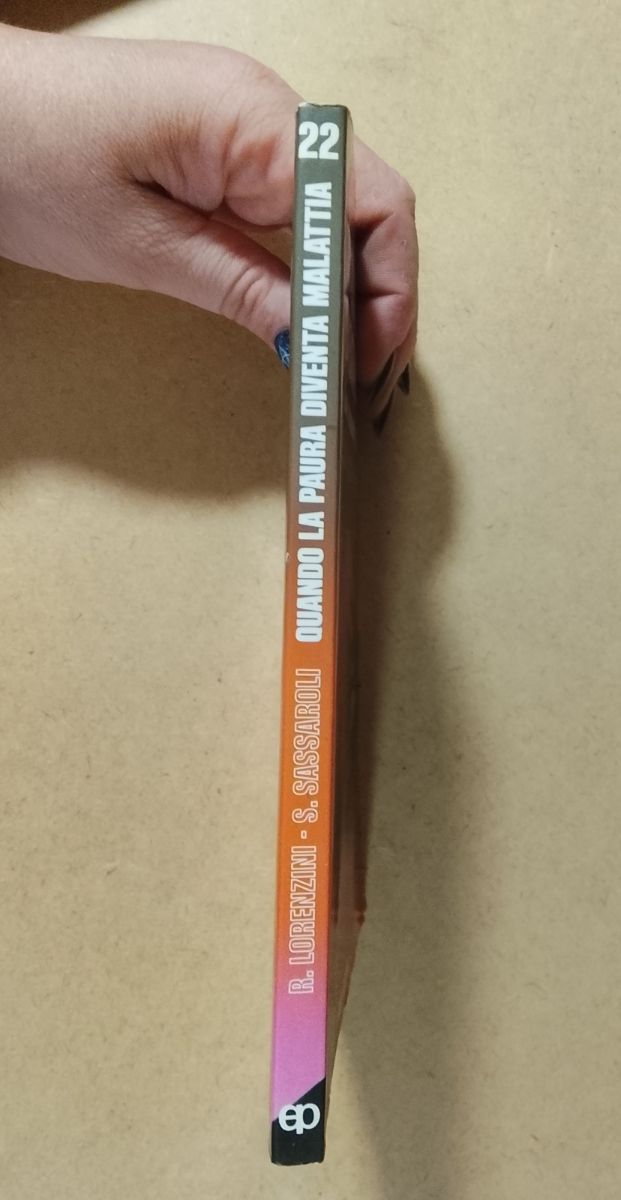 22
QUANDO LA PAURA DIVENTA MALATTIA
R. LORENZINI - S. SASSAROLI
ep